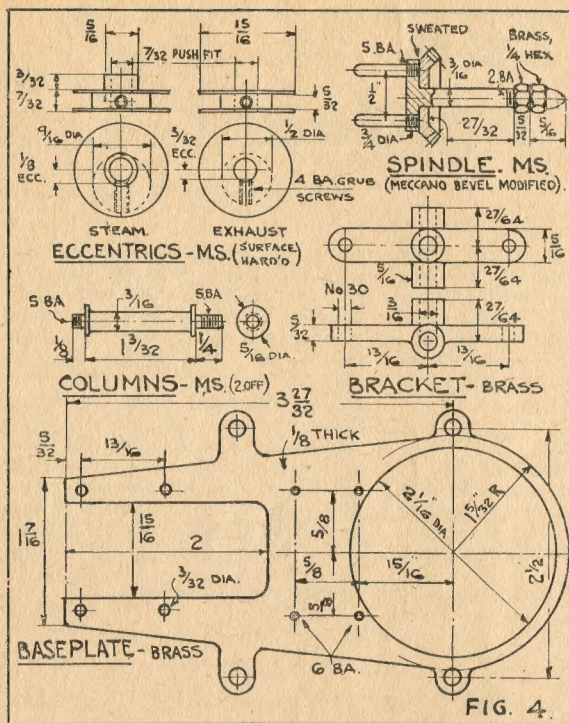 5/16
15/16
7/32 PUSH FIT
3/32
7/32
5/32
9/16 DIA
3/32
ECC.
1/2 DIA
1/8
ECC.
4 BA. GRUB
SCREWS
STEAM.
EXHAUST
ECCENTRICS - M.S. (SURFACE
HARD'D)
SWEATED
BRASS,
1/4 HEX
5.BA
3/16 DIA
2.BA
1/2"
27/32
5/32
5/16
3/4 DIA
SPINDLE. MS.
(MECCANO BEVEL MODIFIED).
27/64
5/16
5/16
27/64
No 30
3/16
27/64
5/32
13/16
13/16
BRACKET - BRASS
5 BA
3/16
5.BA
1/8
1 3/32
1/4
5/16 DIA.
COLUMNS - MS. (2.OFF)
3 27/32
5/32
13/16
1/8 THICK
1 7/16
15/16
2
5/8
2 1/16" DIA
1 5/32" R
2 1/2
5/8
15/16"
3/32 DIA.
5/8
6 BA.
BASEPLATE - BRASS
FIG. 4.